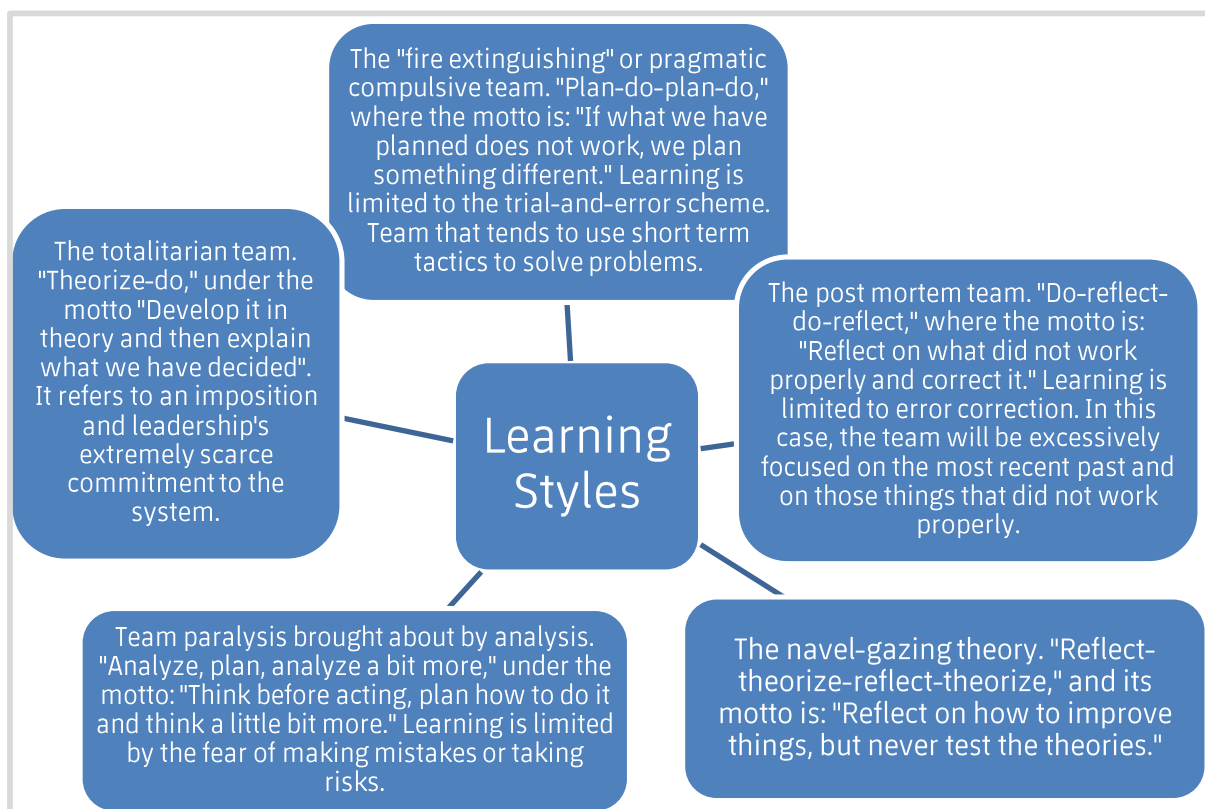 The "fire extinguishing" or pragmatic
compulsive team. "Plan-do-plan-do,"
where the motto is: "If what we have
planned does not work, we plan
something different." Learning is
limited to the trial-and-error scheme.
Team that tends to use short term
tactics to solve problems.
The totalitarian team.
"Theorize-do," under the
motto "Develop it in
theory and then explain
what we have decided".
It refers to an imposition
and leadership's
extremely scarce
commitment to the
system.
The post mortem team. "Do-reflect-
do-reflect," where the motto is:
"Reflect on what did not work
properly and correct it." Learning is
limited to error correction. In this
case, the team will be excessively
focused on the most recent past and
on those things that did not work
properly.
Learning
Styles
Team paralysis brought about by analysis.
"Analyze, plan, analyze a bit more," under the
motto: "Think before acting, plan how to do it
and think a little bit more." Learning is limited
by the fear of making mistakes or taking
risks.
The navel-gazing theory. "Reflect-
theorize-reflect-theorize," and its
motto is: "Reflect on how to improve
things, but never test the theories."